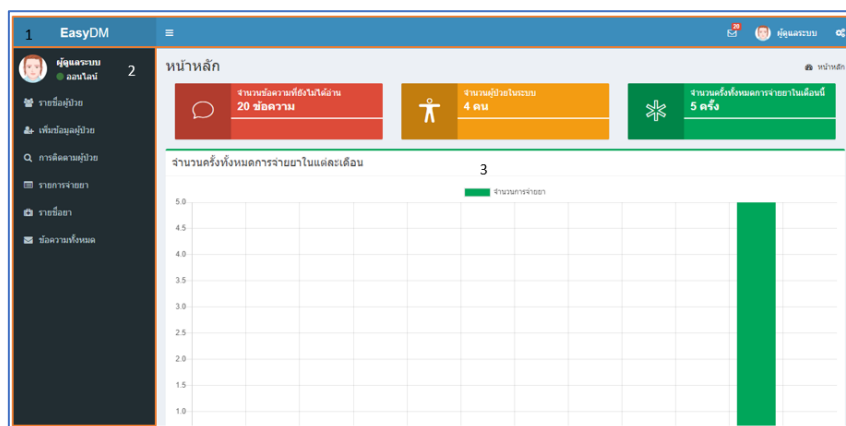 1 EasyDM
20
ผู้ดูแลระบบ
ผู้ดูแลระบบ
ออนไลน์
2
รายชื่อผู้ป่วย
เพิ่มข้อมูลผู้ป่วย
การติดตามผู้ป่วย
รายการจ่ายยา
รายชื่อยา
ข้อความทั้งหมด
หน้าหลัก
หน้าหลัก
จำนวนข้อความที่ยังไม่ได้อ่าน
20 ข้อความ
จำนวนผู้ป่วยในระบบ
4 คน
จำนวนครั้งทั้งหมดการจ่ายยาในเดือนนี้
5 ครั้ง
จำนวนครั้งทั้งหมดการจ่ายยาในแต่ละเดือน
3
จำนวนการจ่ายยา
5.0
4.5
4.0
3.5
3.0
2.5
2.0
1.5
1.0